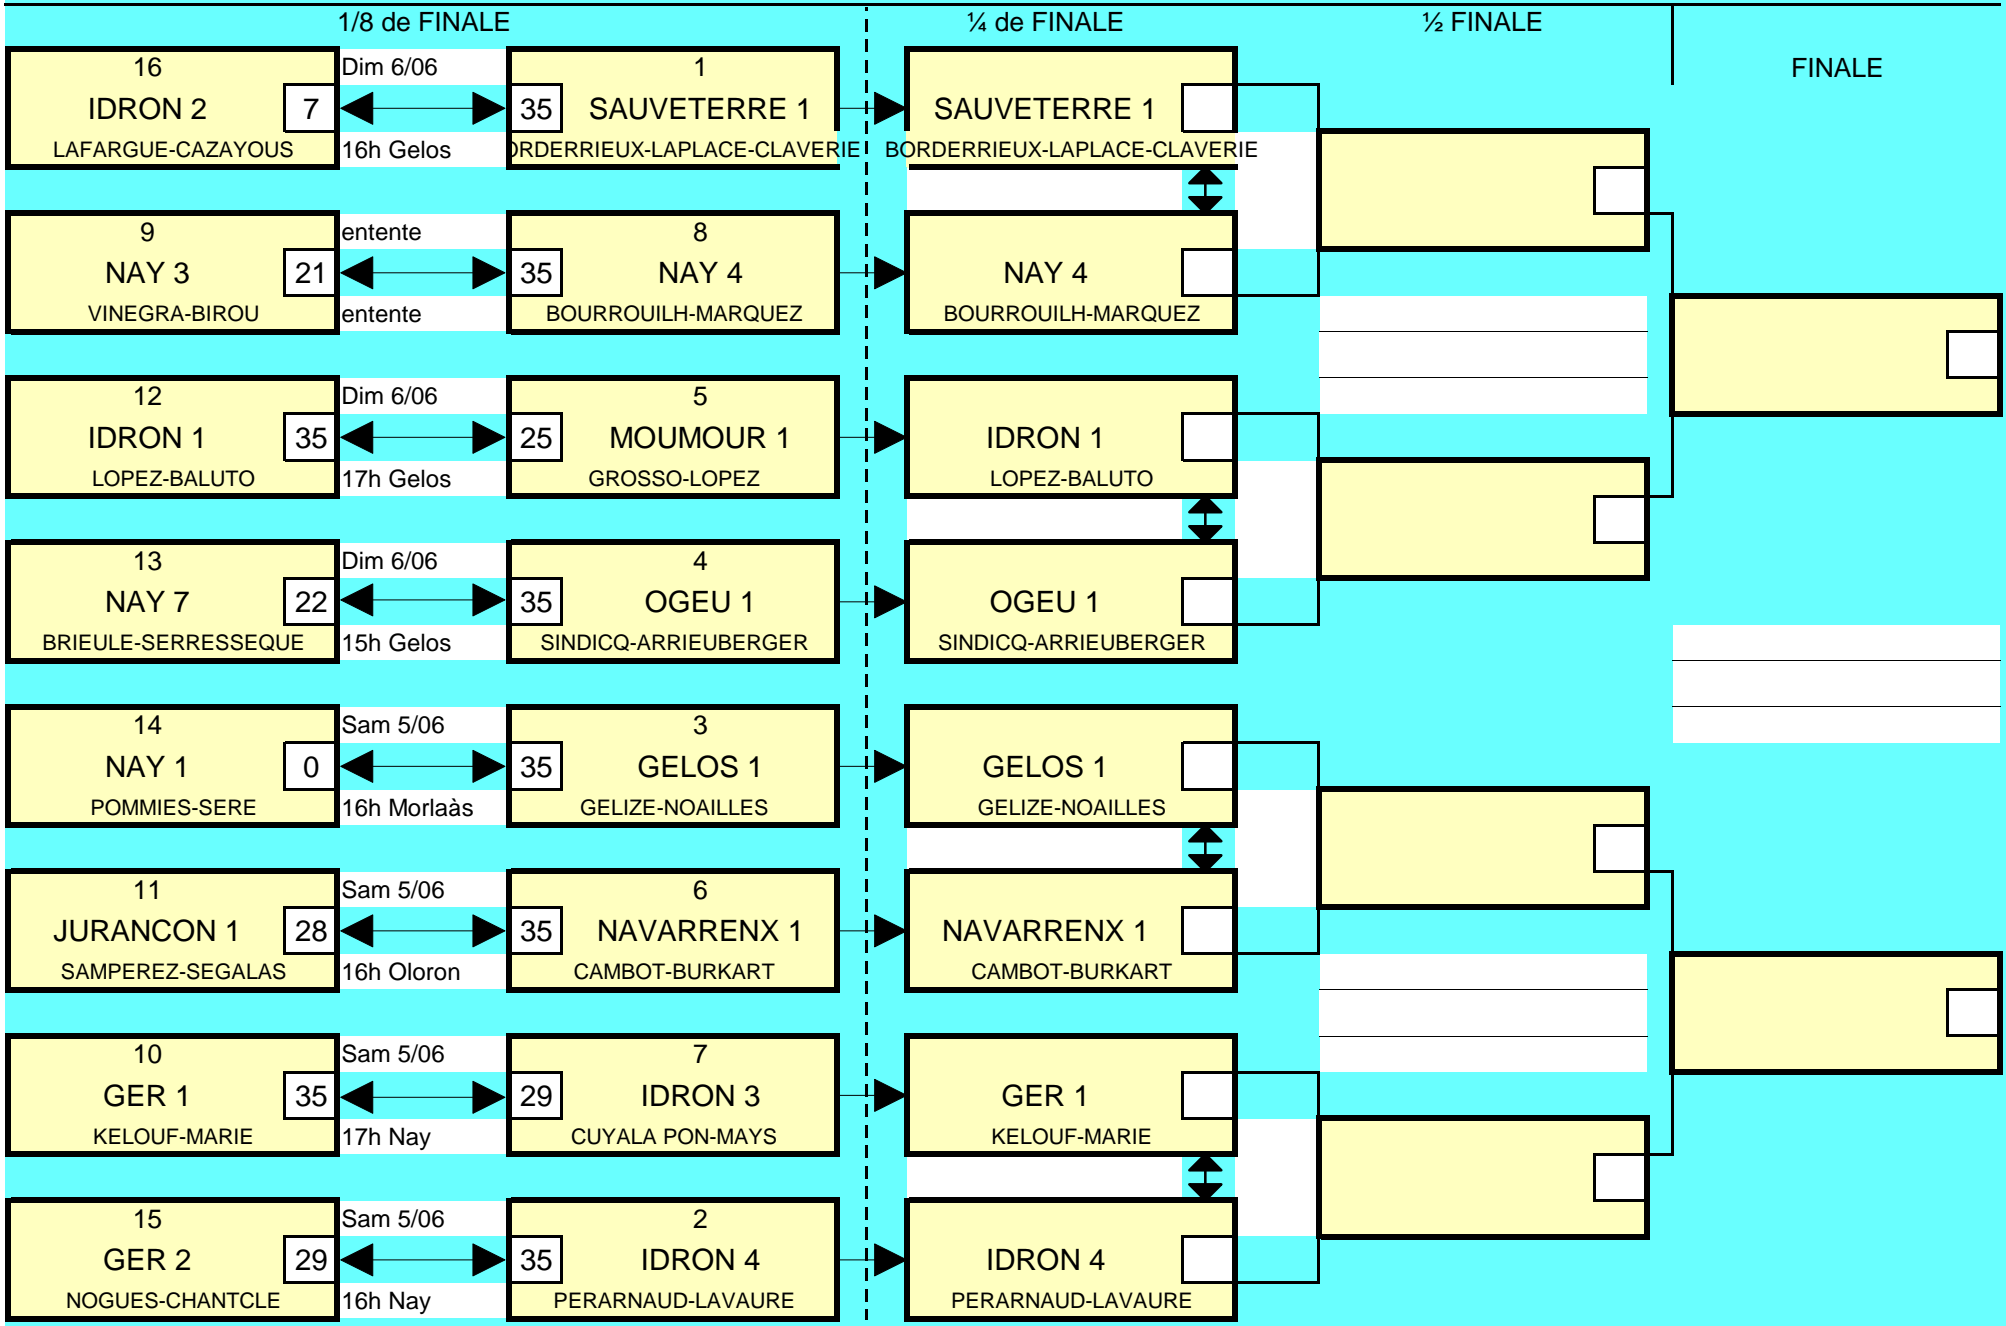 1/8 de FINALE
¼ de FINALE
½ FINALE
FINALE
16
IDRON 2
7
LAFARGUE-CAZAYOUS
Dim 6/06
16h Gelos
1
35
SAUVETERRE 1
ORDERRIEUX-LAPLACE-CLAVERIE
SAUVETERRE 1
BORDERRIEUX-LAPLACE-CLAVERIE
9
NAY 3
21
VINEGRA-BIROU
entente
entente
8
35
NAY 4
BOURROUILH-MARQUEZ
NAY 4
BOURROUILH-MARQUEZ
12
IDRON 1
35
LOPEZ-BALUTO
Dim 6/06
17h Gelos
5
25
MOUMOUR 1
GROSSO-LOPEZ
IDRON 1
LOPEZ-BALUTO
13
NAY 7
22
BRIEULE-SERRESSEQUE
Dim 6/06
15h Gelos
4
35
OGEU 1
SINDICQ-ARRIEUBERGER
OGEU 1
SINDICQ-ARRIEUBERGER
14
NAY 1
0
POMMIES-SERE
Sam 5/06
16h Morlaàs
3
35
GELOS 1
GELIZE-NOAILLES
GELOS 1
GELIZE-NOAILLES
11
JURANCON 1
28
SAMPEREZ-SEGALAS
Sam 5/06
16h Oloron
6
35
NAVARRENX 1
CAMBOT-BURKART
NAVARRENX 1
CAMBOT-BURKART
10
GER 1
35
KELOUF-MARIE
Sam 5/06
17h Nay
7
29
IDRON 3
CUYALA PON-MAYS
GER 1
KELOUF-MARIE
15
GER 2
29
NOGUES-CHANTCLE
Sam 5/06
16h Nay
2
35
IDRON 4
PERARNAUD-LAVAURE
IDRON 4
PERARNAUD-LAVAURE